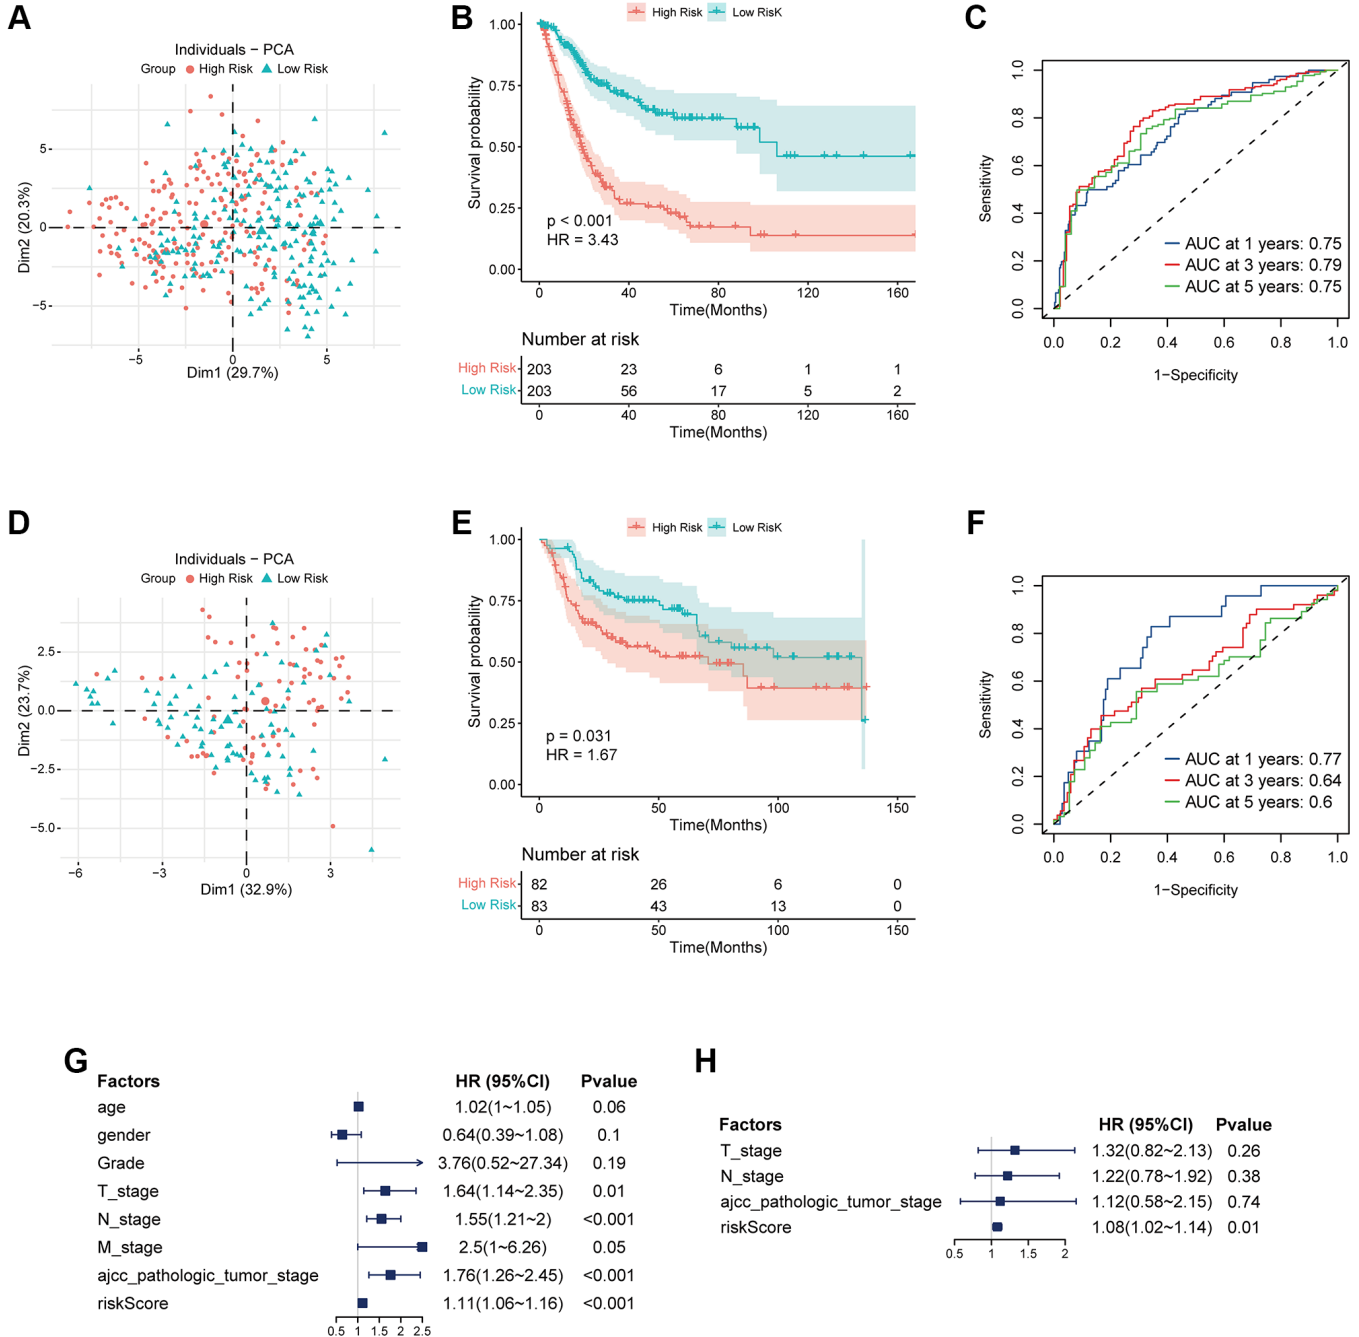 A
Individuals − PCA
Group High Risk Low Risk
5
0
−5
Dim2 (20.3%)
−5 0 5
Dim1 (29.7%)
B
High Risk Low RisK
1.00
0.75
0.50
0.25
0.00
Survival probability
p < 0.001
HR = 3.43
0 40 80 120 160
Time(Months)
Number at risk
High Risk 203 23 6 1 1
Low Risk 203 56 17 5 2
0 40 80 120 160
Time(Months)
C
1.0
0.8
0.6
0.4
0.2
0.0
Sensitivity
AUC at 1 years: 0.75
AUC at 3 years: 0.79
AUC at 5 years: 0.75
0.0 0.2 0.4 0.6 0.8 1.0
1−Specificity
D
Individuals − PCA
Group High Risk Low Risk
2.5
0.0
−2.5
−5.0
Dim2 (23.7%)
−6 −3 0 3
Dim1 (32.9%)
E
High Risk Low RisK
1.00
0.75
0.50
0.25
0.00
Survival probability
p = 0.031
HR = 1.67
0 50 100 150
Time(Months)
Number at risk
High Risk 82 26 6 0
Low Risk 83 43 13 0
0 50 100 150
Time(Months)
F
1.0
0.8
0.6
0.4
0.2
0.0
Sensitivity
AUC at 1 years: 0.77
AUC at 3 years: 0.64
AUC at 5 years: 0.6
0.0 0.2 0.4 0.6 0.8 1.0
1−Specificity
G
Factors HR (95%CI) Pvalue
age 1.02(1~1.05) 0.06
gender 0.64(0.39~1.08) 0.1
Grade 3.76(0.52~27.34) 0.19
T_stage 1.64(1.14~2.35) 0.01
N_stage 1.55(1.21~2) <0.001
M_stage 2.5(1~6.26) 0.05
ajcc_pathologic_tumor_stage 1.76(1.26~2.45) <0.001
riskScore 1.11(1.06~1.16) <0.001
0.5 1 1.5 2 2.5
H
Factors HR (95%CI) Pvalue
T_stage 1.32(0.82~2.13) 0.26
N_stage 1.22(0.78~1.92) 0.38
ajcc_pathologic_tumor_stage 1.12(0.58~2.15) 0.74
riskScore 1.08(1.02~1.14) 0.01
0.5 1 1.5 2